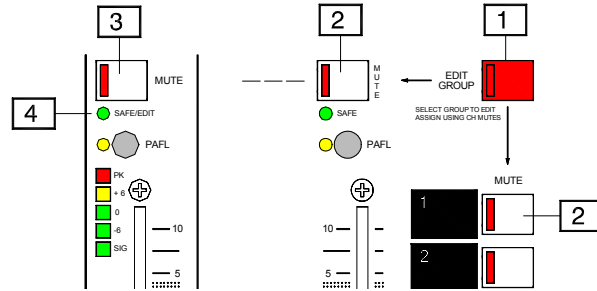 3
2
1
MUTE
M
U
T
E
EDIT
GROUP
4
SAFE/EDIT
SAFE
SELECT GROUP TO EDIT
ASSIGN USING CH MUTES
PAFL
PAFL
PK
+ 6
0
-6
SIG
MUTE
1
2
10
10
2
5
5